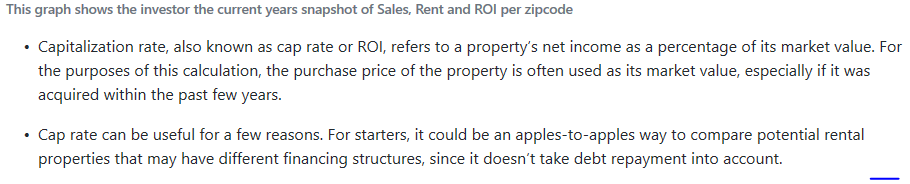 This graph shows the investor the current years snapshot of Sales, Rent and ROI per zipcode
• Capitalization rate, also known as cap rate or ROI, refers to a property’s net income as a percentage of its market value. For
the purposes of this calculation, the purchase price of the property is often used as its market value, especially if it was
acquired within the past few years.
• Cap rate can be useful for a few reasons. For starters, it could be an apples-to-apples way to compare potential rental
properties that may have different financing structures, since it doesn’t take debt repayment into account.